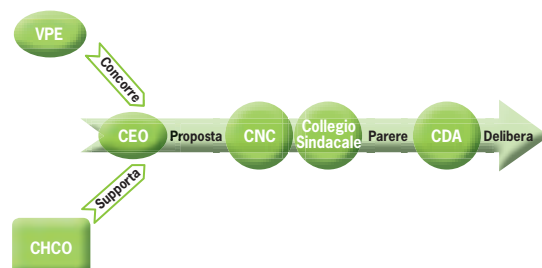 VPE
Concorre
CEO
Proposta
CNC
Collegio
Sindacale
Parere
CDA
Delibera
Supporta
CHCO